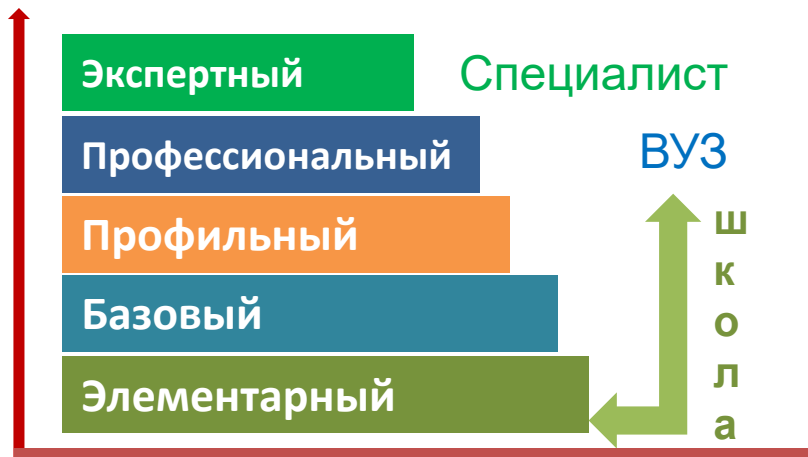 Экспертный
Специалист
Профессиональный
ВУЗ
Профильный
Базовый
Элементарный
школа